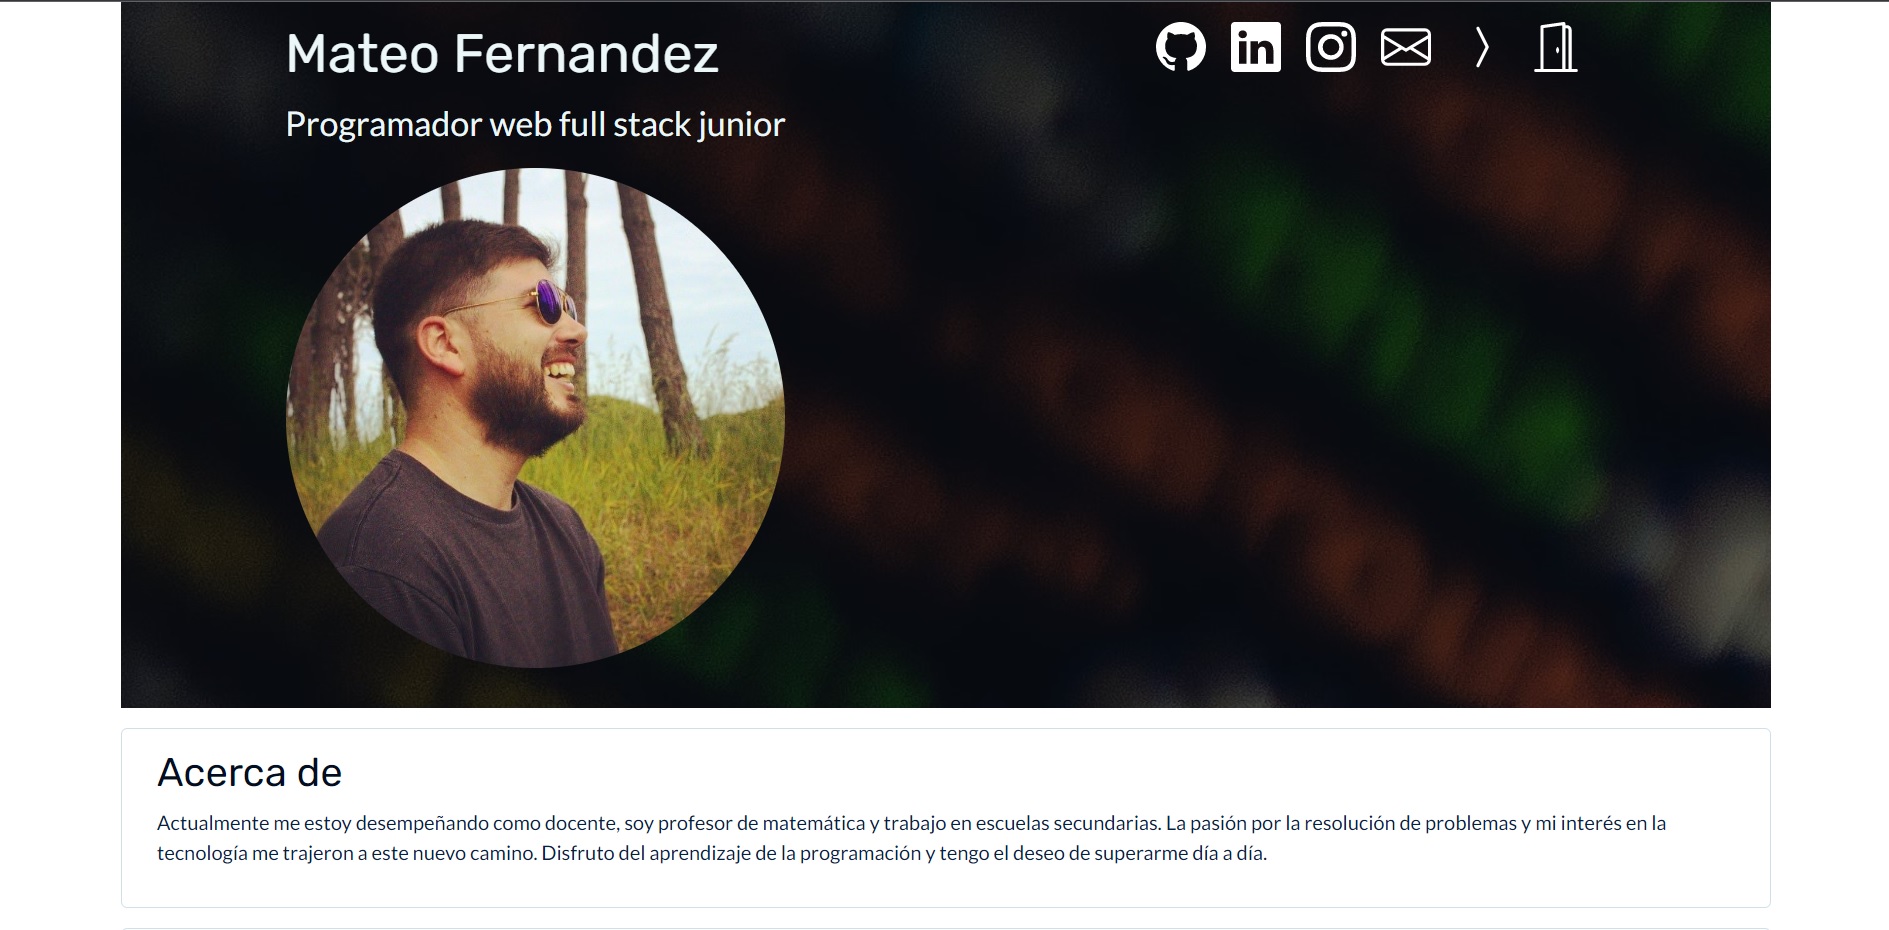 Mateo Fernandez
Programador web full stack junior
in
Acerca de
Actualmente me estoy desempeñando como docente, soy profesor de matemática y trabajo en escuelas secundarias. La pasión por la resolución de problemas y mi interés en la
tecnología me trajeron a este nuevo camino. Disfruto del aprendizaje de la programación y tengo el deseo de superarme día a día.